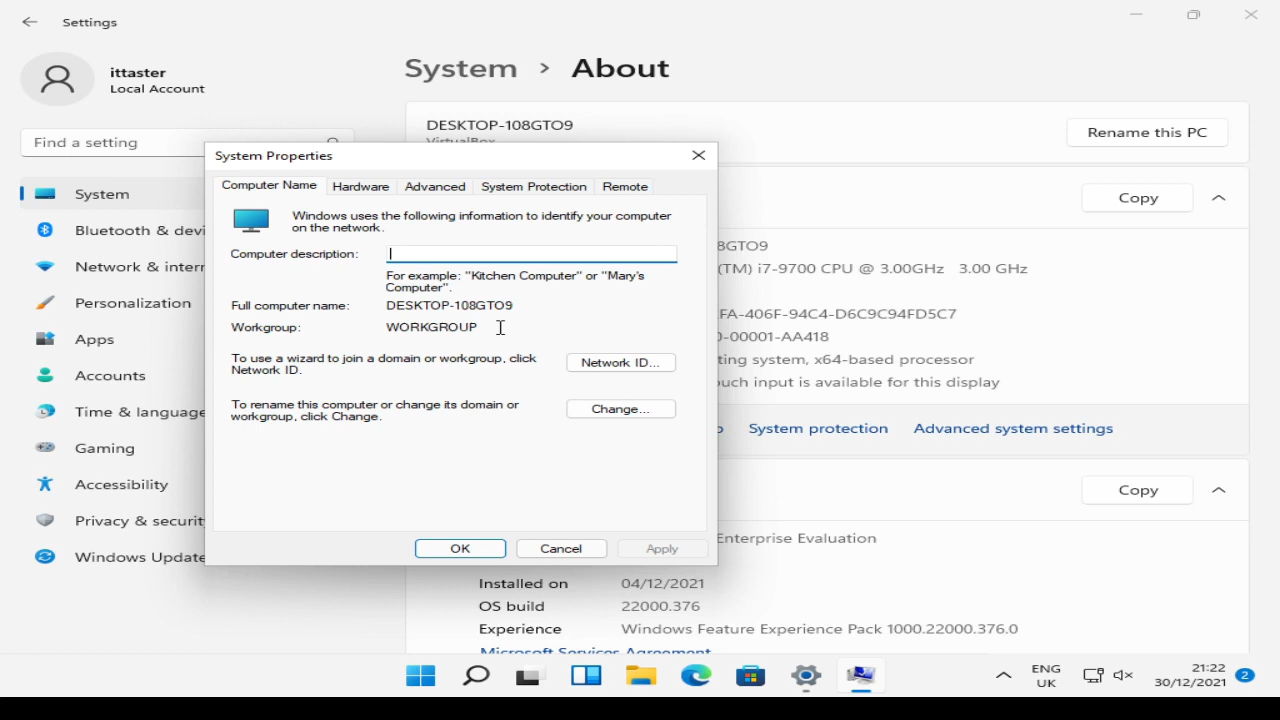 Settings
ittaster
Local Account
Find a setting
System
Bluetooth & devi
Network & inter
Personalization
Apps
Accounts
Time & language
Gaming
Accessibility
Privacy & security
Windows Update
System > About
DESKTOP-108GTO9
VirtualBox
Rename this PC
Copy
8GTO9
(TM) i7-9700 CPU @ 3.00GHz 3.00 GHz
FA-406F-94C4-D6C9C94FD5C7
0-00001-AA418
ting system, x64-based processor
ouch input is available for this display
System protection Advanced system settings
Copy
Enterprise Evaluation
Installed on 04/12/2021
OS build 22000.376
Experience Windows Feature Experience Pack 1000.22000.376.0
Microsoft Services Agreement
System Properties
Computer Name Hardware Advanced System Protection Remote
Windows uses the following information to identify your computer
on the network.
Computer description:
For example: "Kitchen Computer" or "Mary's
Computer".
Full computer name: DESKTOP-108GTO9
Workgroup: WORKGROUP
To use a wizard to join a domain or workgroup, click
Network ID.
Network ID...
To rename this computer or change its domain or
workgroup, click Change.
Change...
OK Cancel Apply
ENG
UK
21:22
30/12/2021
2